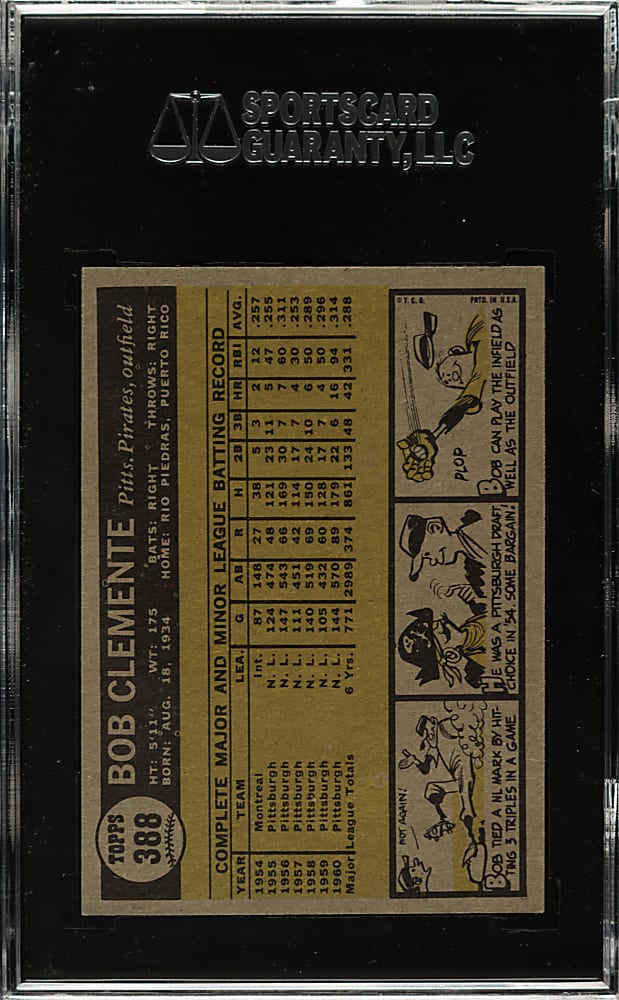 SPORTSCARD
GUARANTY, LLC
TOPPS
388
BOB CLEMENTE Pitts. Pirates, outfield
HT: 5'11" WT: 175 BATS: RIGHT THROWS: RIGHT
BORN: AUG. 18, 1934 HOME: RIO PIEDRAS, PUERTO RICO
COMPLETE MAJOR AND MINOR LEAGUE BATTING RECORD
YEAR TEAM LEA. G AB R H 2B 3B HR RBI AVG.
1954 Montreal Int. 87 148 27 38 5 3 2 12 .257
1955 Pittsburgh N. L. 124 474 48 121 23 11 5 47 .255
1956 Pittsburgh N. L. 147 543 66 169 30 7 7 60 .311
1957 Pittsburgh N. L. 111 451 42 114 17 7 4 30 .253
1958 Pittsburgh N. L. 140 519 69 150 24 10 6 50 .289
1959 Pittsburgh N. L. 105 432 60 128 17 7 4 50 .296
1960 Pittsburgh N. L. 144 570 89 179 22 6 16 94 .314
Major League Totals 6 Yrs. 771 2989 374 861 133 48 42 331 .288
NOT AGAIN!
BOB TIED A NL MARK BY HIT-
TING 3 TRIPLES IN A GAME
HE WAS A PITTSBURGH DRAFT
CHOICE IN '54. SOME BARGAIN!
© T. C. G. PRTD. IN U.S.A.
PLOP
BOB CAN PLAY THE INFIELD AS
WELL AS THE OUTFIELD